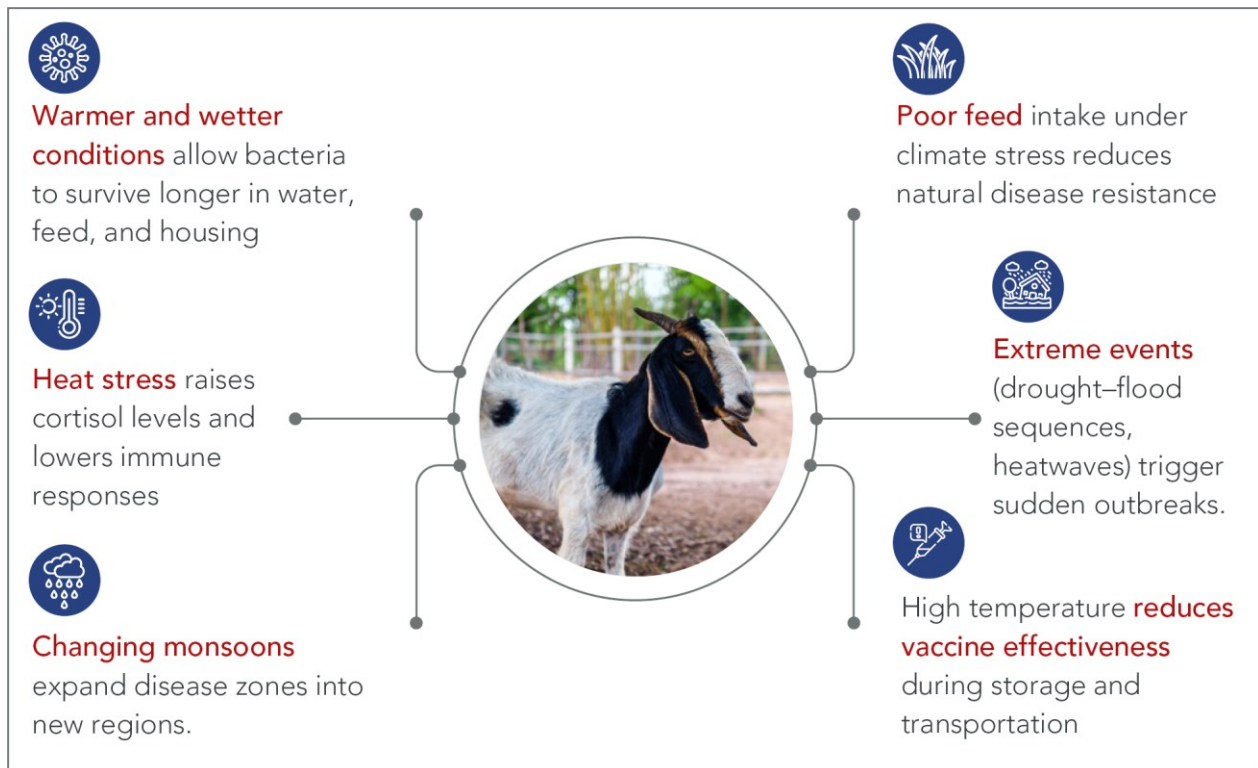 Warmer and wetter
conditions allow bacteria
to survive longer in water,
feed, and housing
Heat stress raises
cortisol levels and
lowers immune
responses
Changing monsoons
expand disease zones into
new regions.
Poor feed intake under
climate stress reduces
natural disease resistance
Extreme events
(drought–flood
sequences,
heatwaves) trigger
sudden outbreaks.
High temperature reduces
vaccine effectiveness
during storage and
transportation